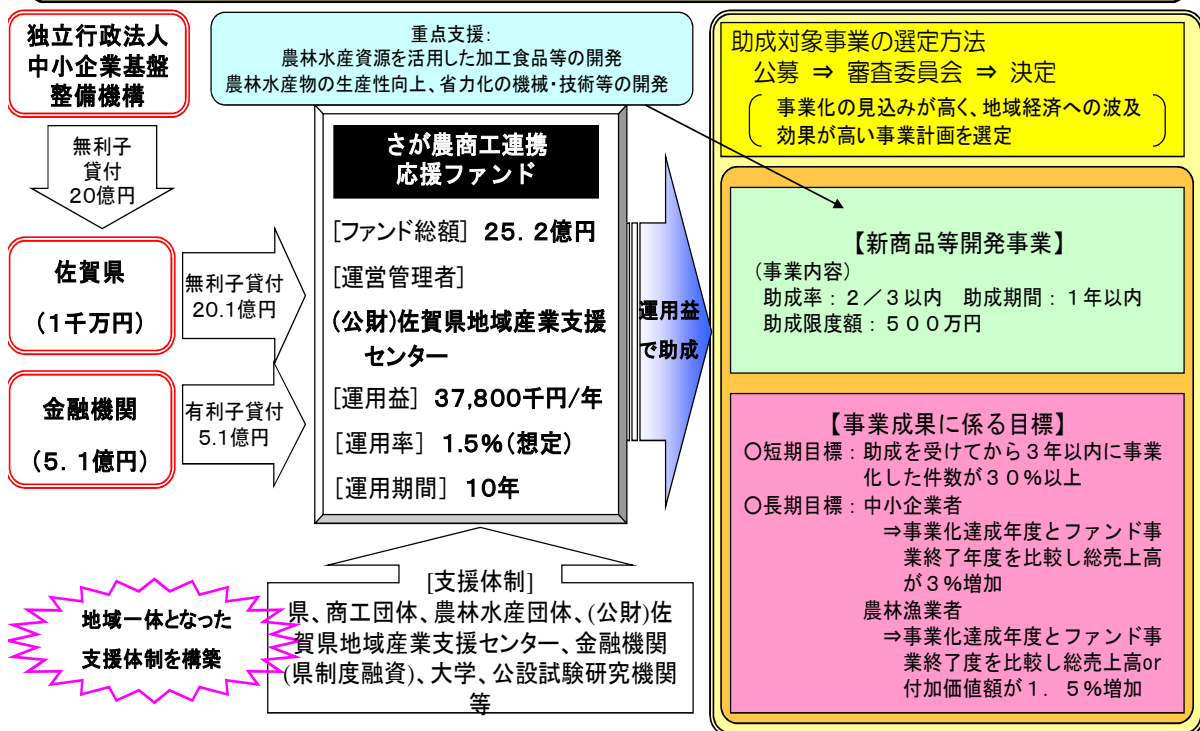 独立行政法人
中小企業基盤
整備機構
無利子
貸付
20億円
佐賀県
(1千万円)
金融機関
(5.1億円)
無利子貸付
20.1億円
有利子貸付
5.1億円
重点支援:
農林水産資源を活用した加工食品等の開発
農林水産物の生産性向上、省力化の機械・技術等の開発
さが農商工連携
応援ファンド
[ファンド総額] 25.2億円
[運営管理者]
(公財)佐賀県地域産業支援
センター
[運用益] 37,800千円/年
[運用率] 1.5%(想定)
[運用期間] 10年
運用益
で助成
[支援体制]
県、商工団体、農林水産団体、(公財)佐
賀県地域産業支援センター、金融機関
(県制度融資)、大学、公設試験研究機関
等
地域一体となった
支援体制を構築
助成対象事業の選定方法
公募 ⇒ 審査委員会 ⇒ 決定
事業化の見込みが高く、地域経済への波及
効果が高い事業計画を選定
【新商品等開発事業】
(事業内容)
助成率:2/3以内 助成期間:1年以内
助成限度額:500万円
【事業成果に係る目標】
○短期目標:助成を受けてから3年以内に事業
化した件数が30%以上
○長期目標:中小企業者
⇒事業化達成年度とファンド事
業終了年度を比較し総売上高
が3%増加
農林漁業者
⇒事業化達成年度とファンド事
業終了度を比較し総売上高or
付加価値額が1.5%増加